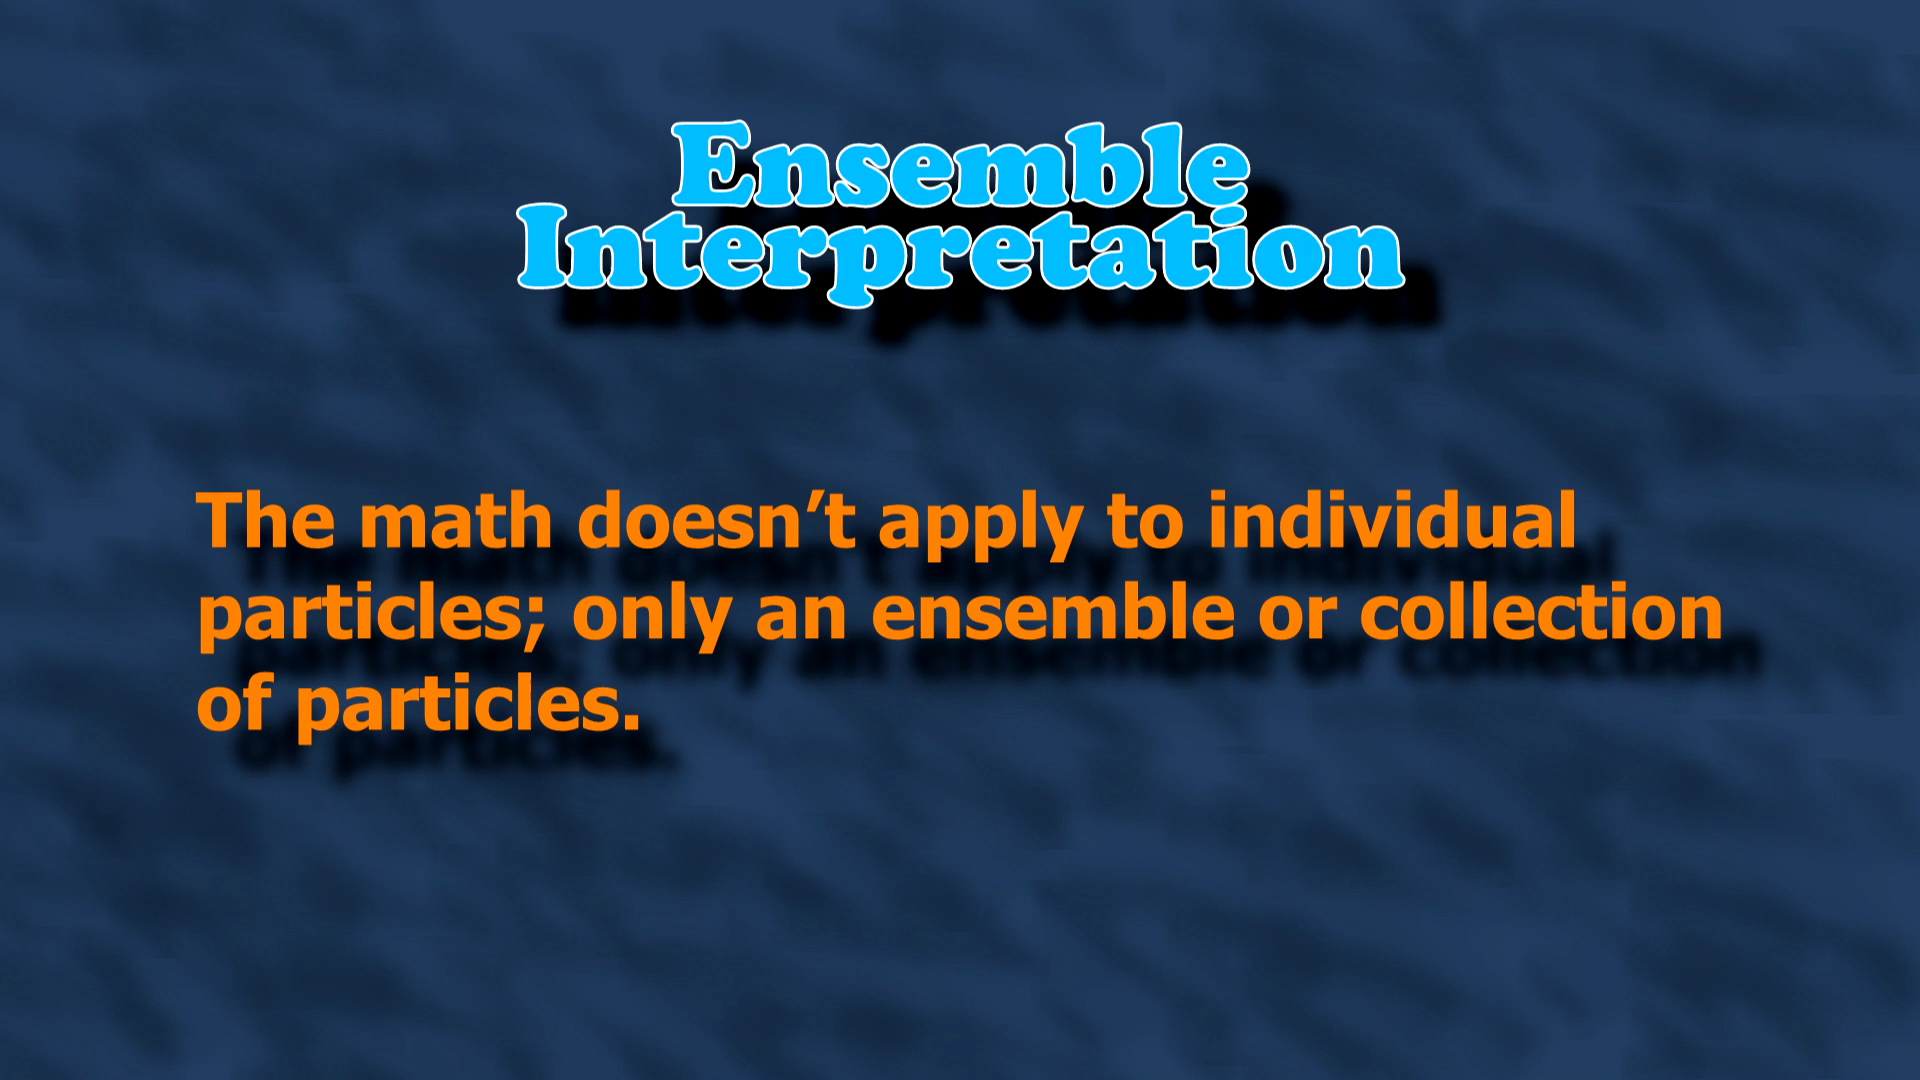 Ensemble
Interpretation
The math doesn’t apply to individual
particles; only an ensemble or collection
of particles.